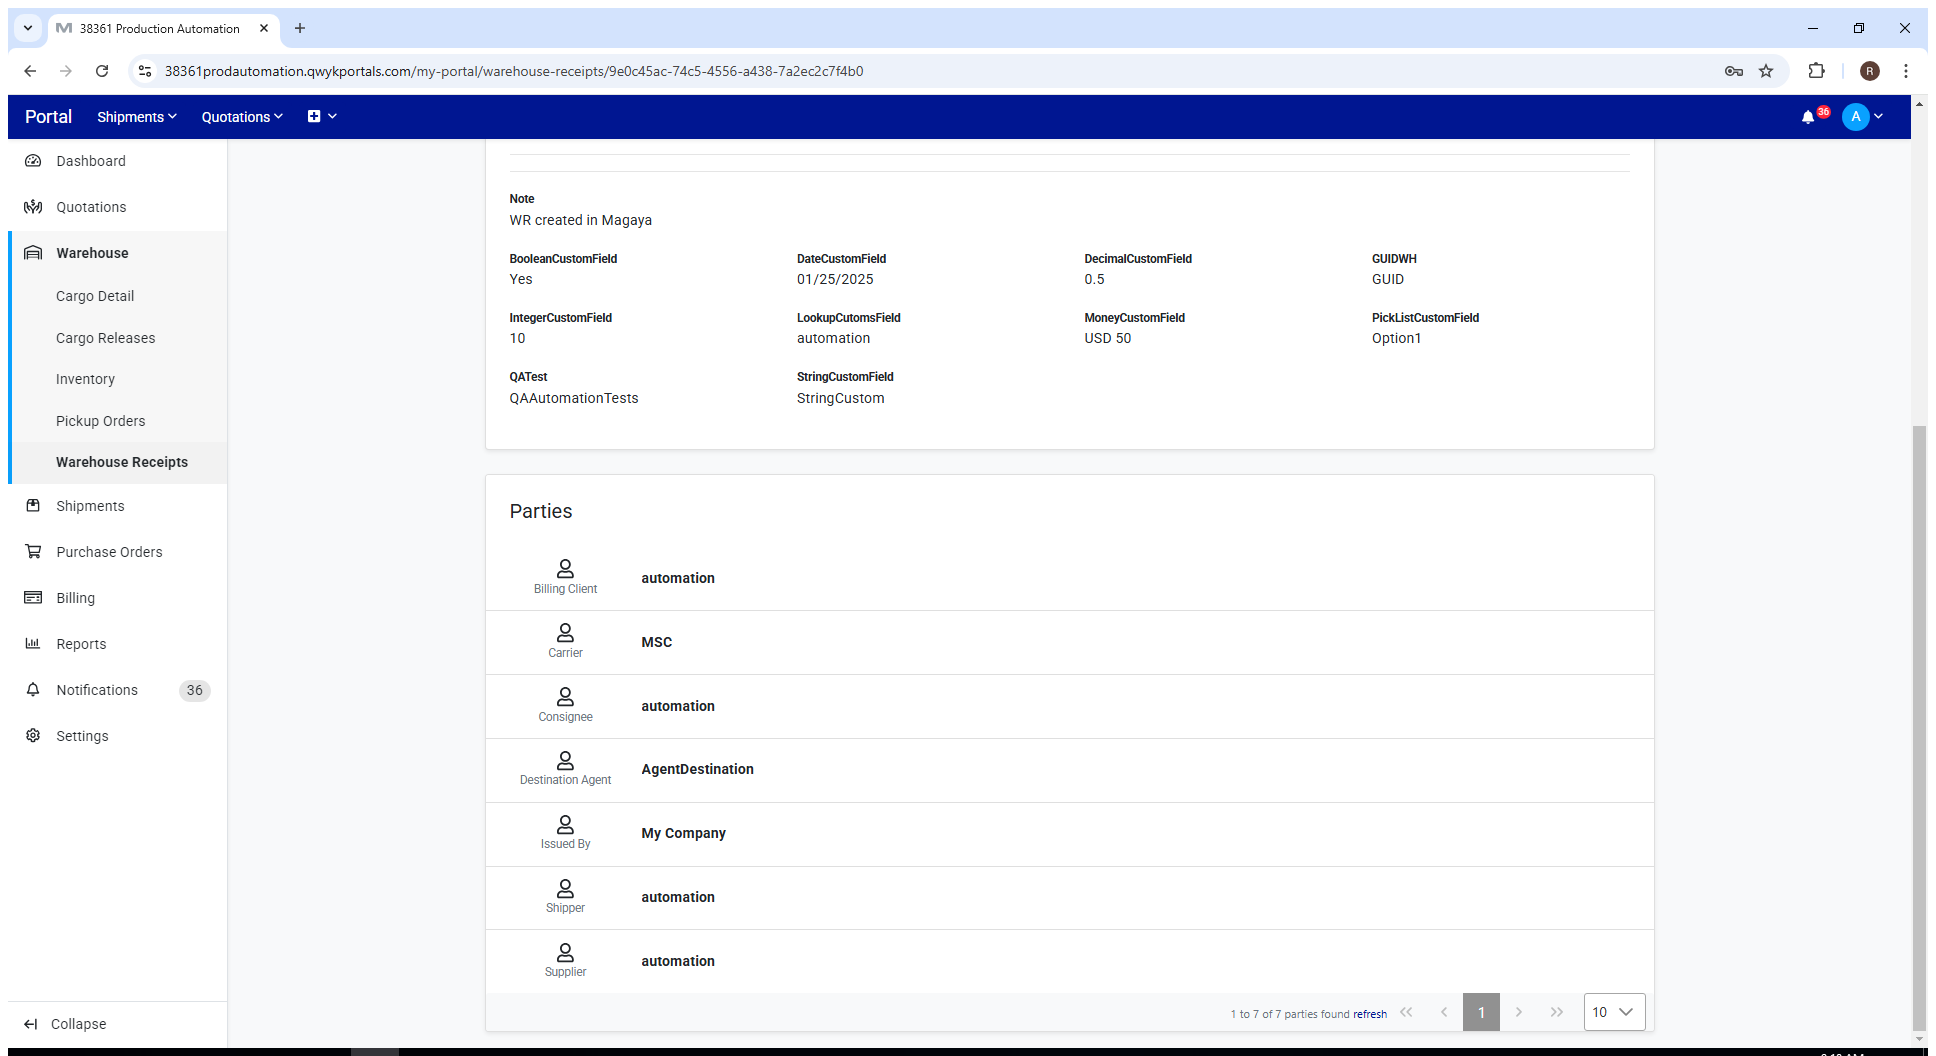 38361 Production Automation
38361prodautomation.qwykportals.com/my-portal/warehouse-receipts/9e0c45ac-74c5-4556-a438-7a2ec2c7f4b0
R
Portal Shipments Quotations 36 A
Dashboard
Quotations
Warehouse
Cargo Detail
Cargo Releases
Inventory
Pickup Orders
Warehouse Receipts
Shipments
Purchase Orders
Billing
Reports
Notifications 36
Settings
Collapse
Note
WR created in Magaya
BooleanCustomField DateCustomField DecimalCustomField GUIDWH
Yes 01/25/2025 0.5 GUID
IntegerCustomField LookupCutomsField MoneyCustomField PickListCustomField
10 automation USD 50 Option1
QATest StringCustomField
QAAutomationTests StringCustom
Parties
Billing Client automation
Carrier MSC
Consignee automation
Destination Agent AgentDestination
Issued By My Company
Shipper automation
Supplier automation
1 to 7 of 7 parties found refresh 1 10